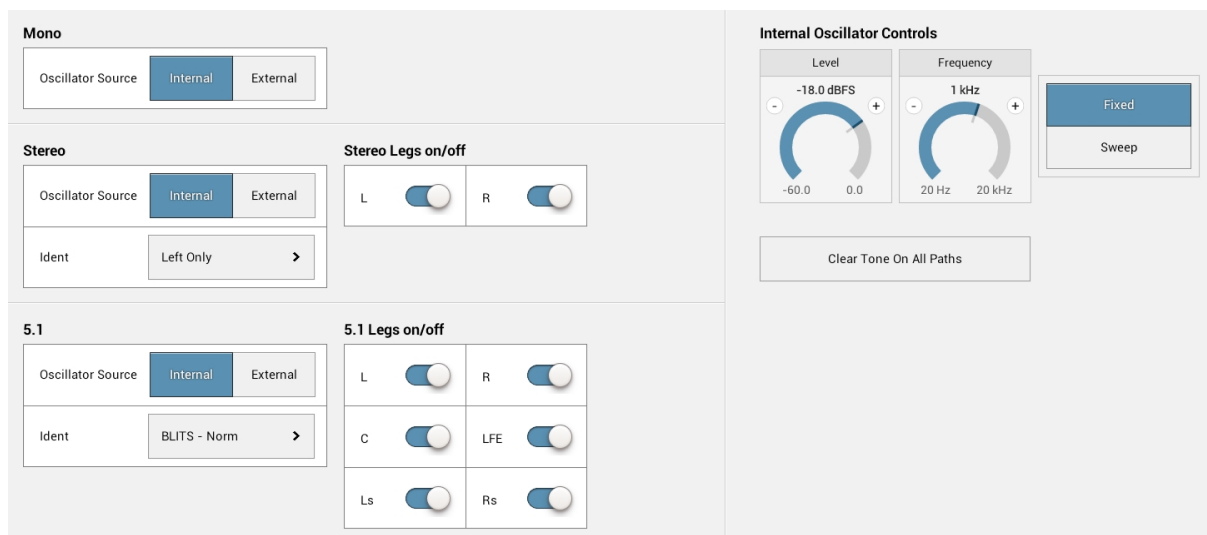 Mono
Oscillator Source Internal External
Stereo
Oscillator Source Internal External
Ident Left Only >
Stereo Legs on/off
L R
5.1
Oscillator Source Internal External
Ident BLITS - Norm >
5.1 Legs on/off
L R
C LFE
Ls Rs
Internal Oscillator Controls
Level
-18.0 dBFS
- +
-60.0 0.0
Frequency
1 kHz
- +
20 Hz 20 kHz
Fixed
Sweep
Clear Tone On All Paths